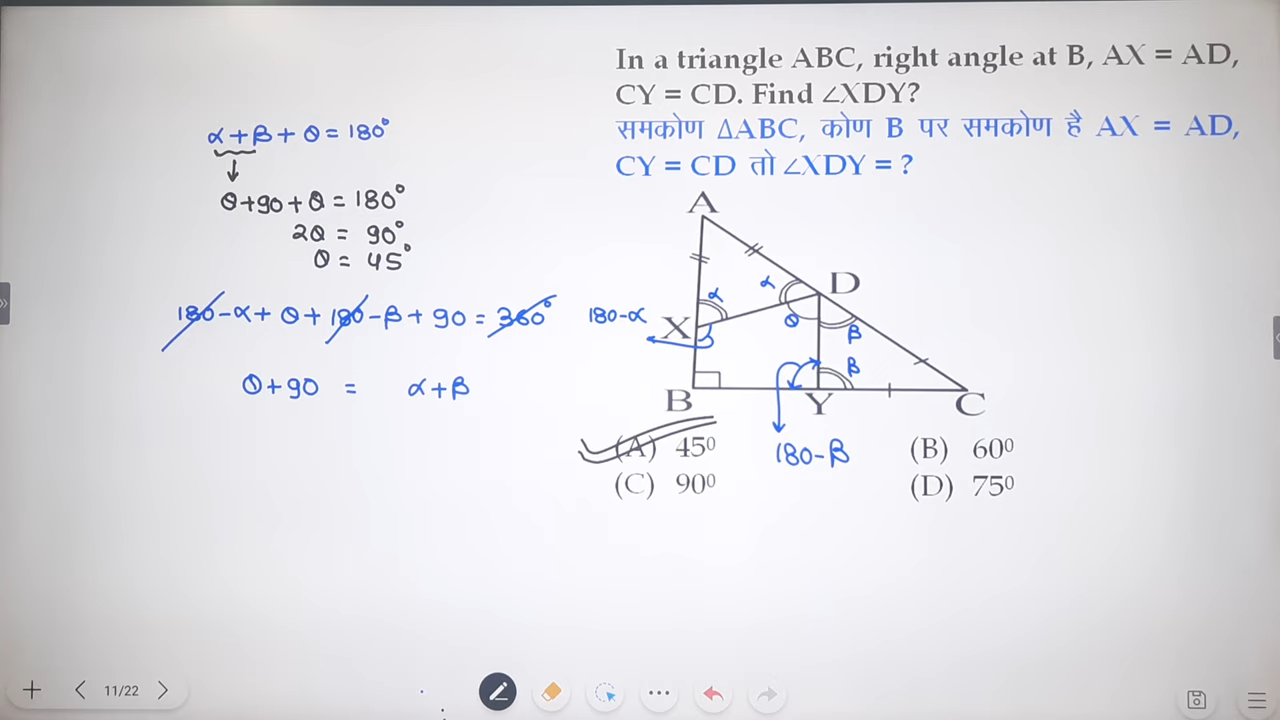 In a triangle ABC, right angle at B, AX = AD,
CY = CD. Find ∠XDY?
समकोण ΔABC, कोण B पर समकोण है AX = AD,
CY = CD तो ∠XDY = ?
α+β+θ=180°
θ+90+θ=180°
2θ = 90°
θ = 45°
180-α+θ+180-β+90=360°
θ+90 = α+β
A
α
α
D
180-α
X
θ
β
β
B
Y
C
180-β
(A) 45⁰
(B) 60⁰
(C) 90⁰
(D) 75⁰
11/22